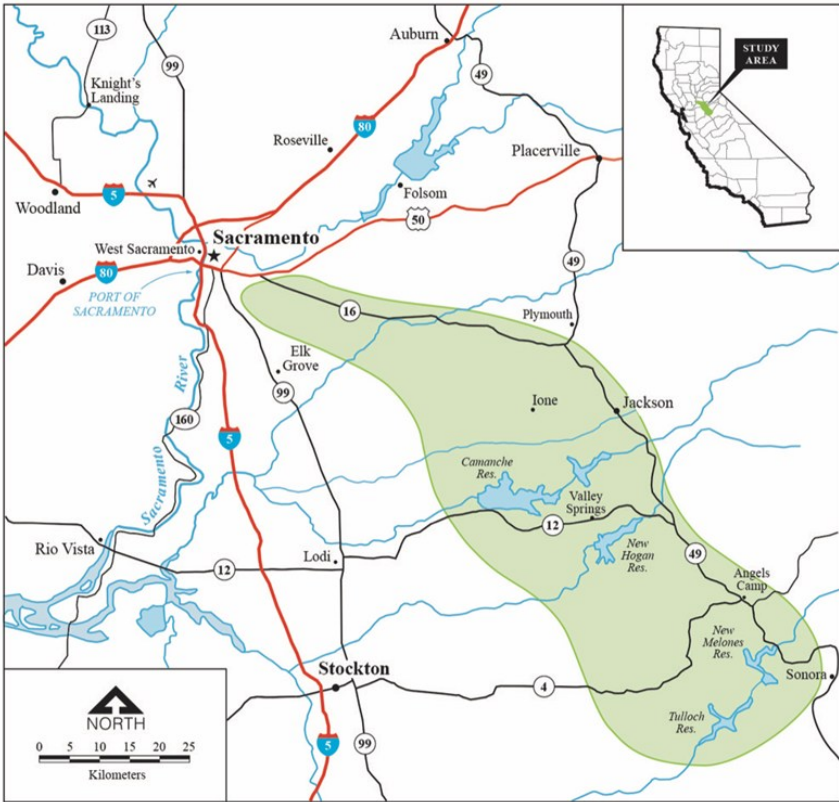 113
99
Auburn
49
STUDY
AREA
Knight's
Landing
80
Roseville
Placerville
Woodland
5
Folsom
50
West Sacramento
Sacramento
Davis
80
PORT OF
SACRAMENTO
49
16
Plymouth
Elk
Grove
River
99
Ione
Jackson
160
5
Sacramento
Camanche
Res.
Valley
Springs
12
Rio Vista
Lodi
New
Hogan
Res.
49
12
Angels
Camp
New
Melones
Res.
Stockton
4
Sonora
NORTH
Tulloch
Res.
5
99
0 5 10 15 20 25
Kilometers